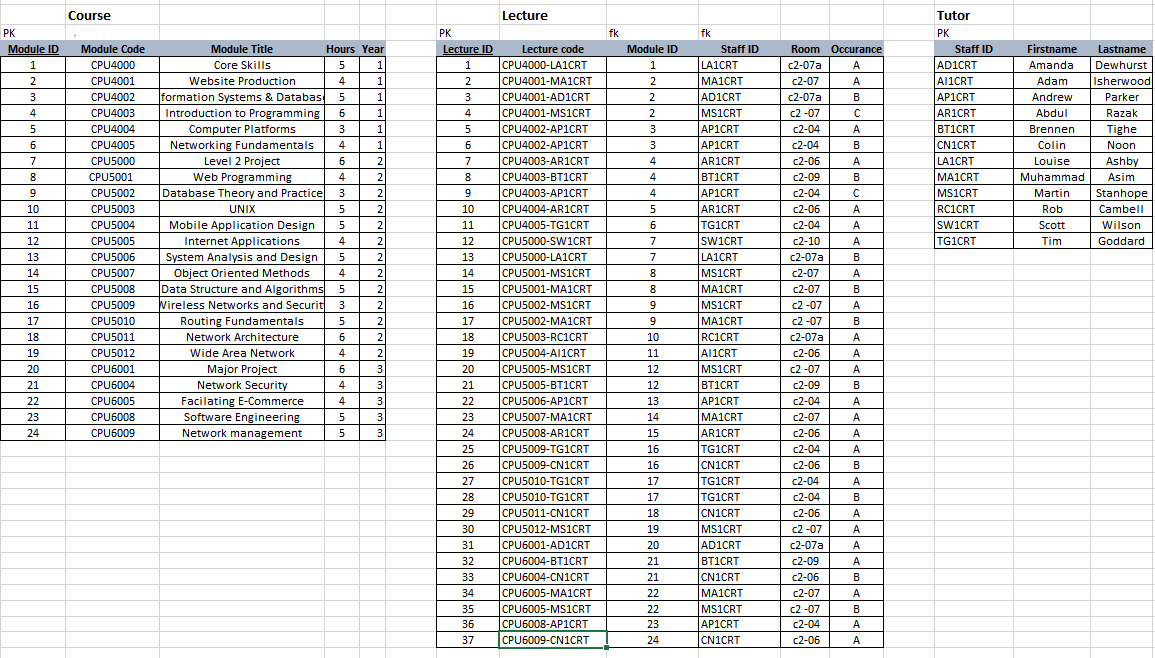 Course
PK
Module ID Module Code Module Title Hours Year
1 CPU4000 Core Skills 5 1
2 CPU4001 Website Production 4 1
3 CPU4002 formation Systems & Databas 5 1
4 CPU4003 Introduction to Programming 6 1
5 CPU4004 Computer Platforms 3 1
6 CPU4005 Networking Fundamentals 4 1
7 CPU5000 Level 2 Project 6 2
8 CPU5001 Web Programming 4 2
9 CPU5002 Database Theory and Practice 3 2
10 CPU5003 UNIX 5 2
11 CPU5004 Mobile Application Design 5 2
12 CPU5005 Internet Applications 4 2
13 CPU5006 System Analysis and Design 5 2
14 CPU5007 Object Oriented Methods 4 2
15 CPU5008 Data Structure and Algorithms 5 2
16 CPU5009 Wireless Networks and Securit 3 2
17 CPU5010 Routing Fundamentals 5 2
18 CPU5011 Network Architecture 6 2
19 CPU5012 Wide Area Network 4 2
20 CPU6001 Major Project 6 3
21 CPU6004 Network Security 4 3
22 CPU6005 Facilating E-Commerce 4 3
23 CPU6008 Software Engineering 5 3
24 CPU6009 Network management 5 3
Lecture
PK fk fk
Lecture ID Lecture code Module ID Staff ID Room Occurance
1 CPU4000-LA1CRT 1 LA1CRT c2-07a A
2 CPU4001-MA1CRT 2 MA1CRT c2-07 A
3 CPU4001-AD1CRT 2 AD1CRT c2-07a B
4 CPU4001-MS1CRT 2 MS1CRT c2 -07 C
5 CPU4002-AP1CRT 3 AP1CRT c2-04 A
6 CPU4002-AP1CRT 3 AP1CRT c2-04 B
7 CPU4003-AR1CRT 4 AR1CRT c2-06 A
8 CPU4003-BT1CRT 4 BT1CRT c2-09 B
9 CPU4003-AP1CRT 4 AP1CRT c2-04 C
10 CPU4004-AR1CRT 5 AR1CRT c2-06 A
11 CPU4005-TG1CRT 6 TG1CRT c2-04 A
12 CPU5000-SW1CRT 7 SW1CRT c2-10 A
13 CPU5000-LA1CRT 7 LA1CRT c2-07a B
14 CPU5001-MS1CRT 8 MS1CRT c2-07 A
15 CPU5001-MA1CRT 8 MA1CRT c2-07 B
16 CPU5002-MS1CRT 9 MS1CRT c2 -07 A
17 CPU5002-MA1CRT 9 MA1CRT c2 -07 B
18 CPU5003-RC1CRT 10 RC1CRT c2-07a A
19 CPU5004-AI1CRT 11 AI1CRT c2-06 A
20 CPU5005-MS1CRT 12 MS1CRT c2 -07 A
21 CPU5005-BT1CRT 12 BT1CRT c2-09 B
22 CPU5006-AP1CRT 13 AP1CRT c2-04 A
23 CPU5007-MA1CRT 14 MA1CRT c2-07 A
24 CPU5008-AR1CRT 15 AR1CRT c2-06 A
25 CPU5009-TG1CRT 16 TG1CRT c2-04 A
26 CPU5009-CN1CRT 16 CN1CRT c2-06 B
27 CPU5010-TG1CRT 17 TG1CRT c2-04 A
28 CPU5010-TG1CRT 17 TG1CRT c2-04 B
29 CPU5011-CN1CRT 18 CN1CRT c2-06 A
30 CPU5012-MS1CRT 19 MS1CRT c2 -07 A
31 CPU6001-AD1CRT 20 AD1CRT c2-07a A
32 CPU6004-BT1CRT 21 BT1CRT c2-09 A
33 CPU6004-CN1CRT 21 CN1CRT c2-06 B
34 CPU6005-MA1CRT 22 MA1CRT c2-07 A
35 CPU6005-MS1CRT 22 MS1CRT c2 -07 B
36 CPU6008-AP1CRT 23 AP1CRT c2-04 A
37 CPU6009-CN1CRT 24 CN1CRT c2-06 A
Tutor
PK
Staff ID Firstname Lastname
AD1CRT Amanda Dewhurst
AI1CRT Adam Isherwood
AP1CRT Andrew Parker
AR1CRT Abdul Razak
BT1CRT Brennen Tighe
CN1CRT Colin Noon
LA1CRT Louise Ashby
MA1CRT Muhammad Asim
MS1CRT Martin Stanhope
RC1CRT Rob Cambell
SW1CRT Scott Wilson
TG1CRT Tim Goddard